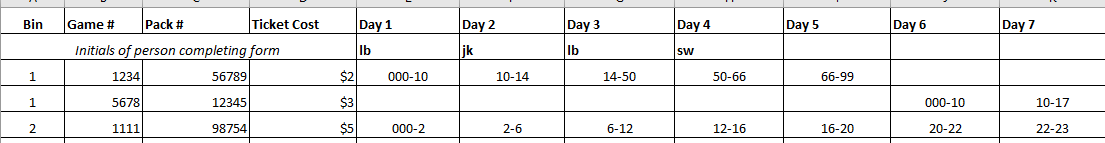 Bin Game # Pack # Ticket Cost Day 1 Day 2 Day 3 Day 4 Day 5 Day 6 Day 7
Initials of person completing form lb jk lb sw
1 1234 56789 $2 000-10 10-14 14-50 50-66 66-99
1 5678 12345 $3 000-10 10-17
2 1111 98754 $5 000-2 2-6 6-12 12-16 16-20 20-22 22-23